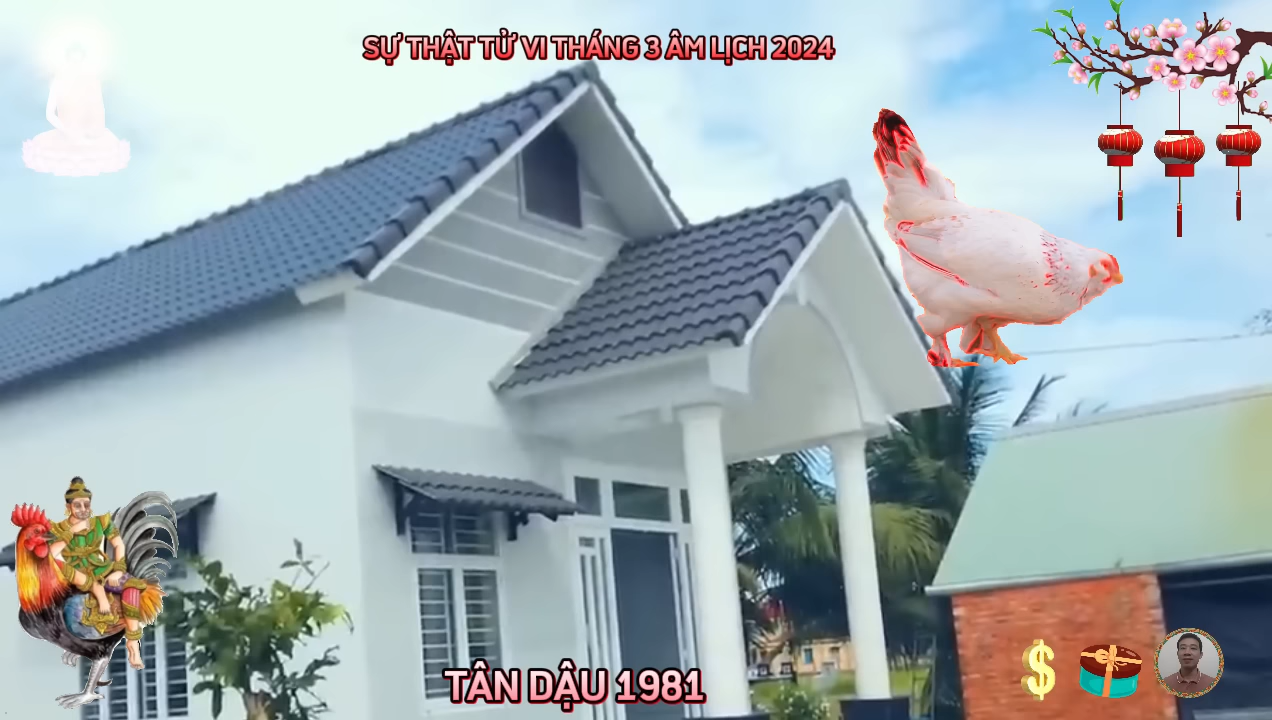 SỰ THẬT TỬ VI THÁNG 3 ÂM LỊCH 2024
TÂN DẬU 1981